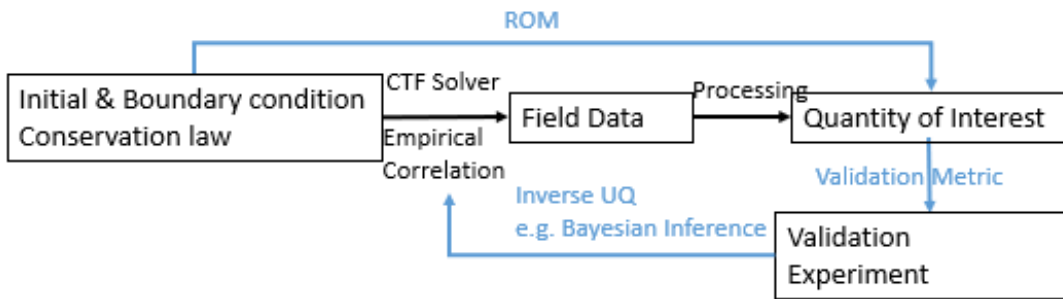 ROM
Initial & Boundary condition
Conservation law
CTF Solver
Empirical
Correlation
Field Data
Processing
Quantity of Interest
Validation Metric
Inverse UQ
e.g. Bayesian Inference
Validation
Experiment